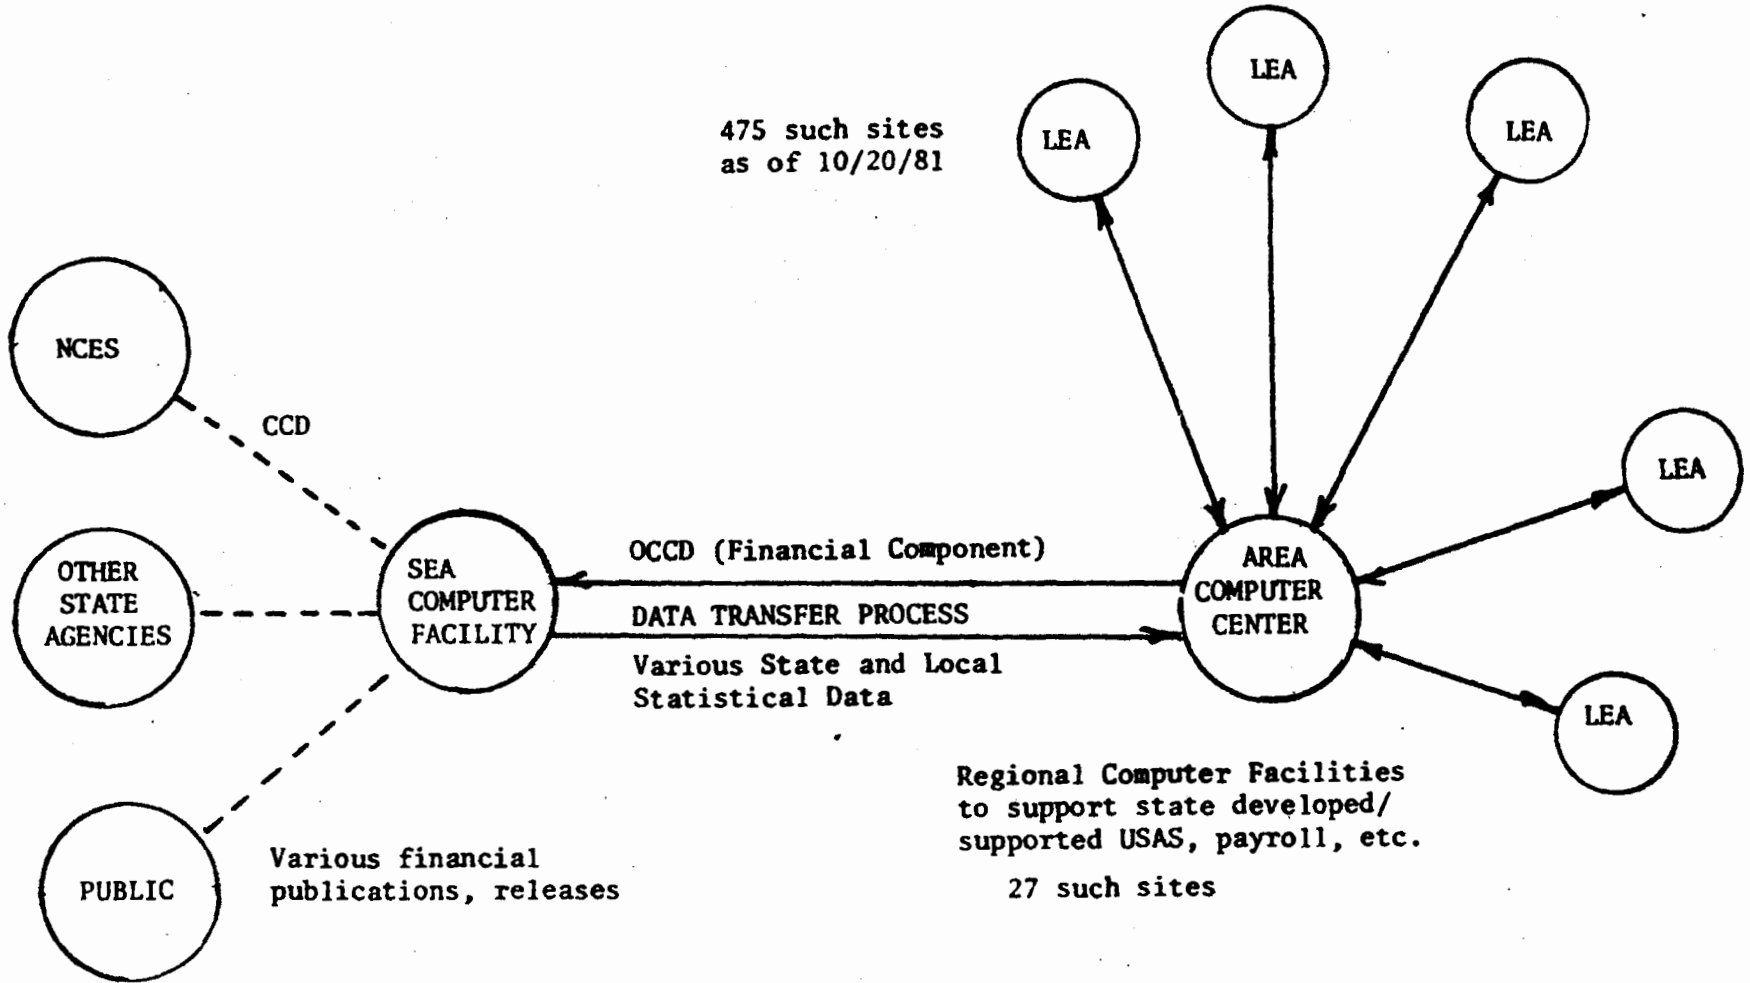 LEA
LEA
LEA
475 such sites
as of 10/20/81
NCES
CCD
LEA
OTHER
STATE
AGENCIES
SEA
COMPUTER
FACILITY
OCCD (Financial Component)
DATA TRANSFER PROCESS
Various State and Local
Statistical Data
AREA
COMPUTER
CENTER
LEA
Regional Computer Facilities
to support state developed/
supported USAS, payroll, etc.
27 such sites
PUBLIC
Various financial
publications, releases